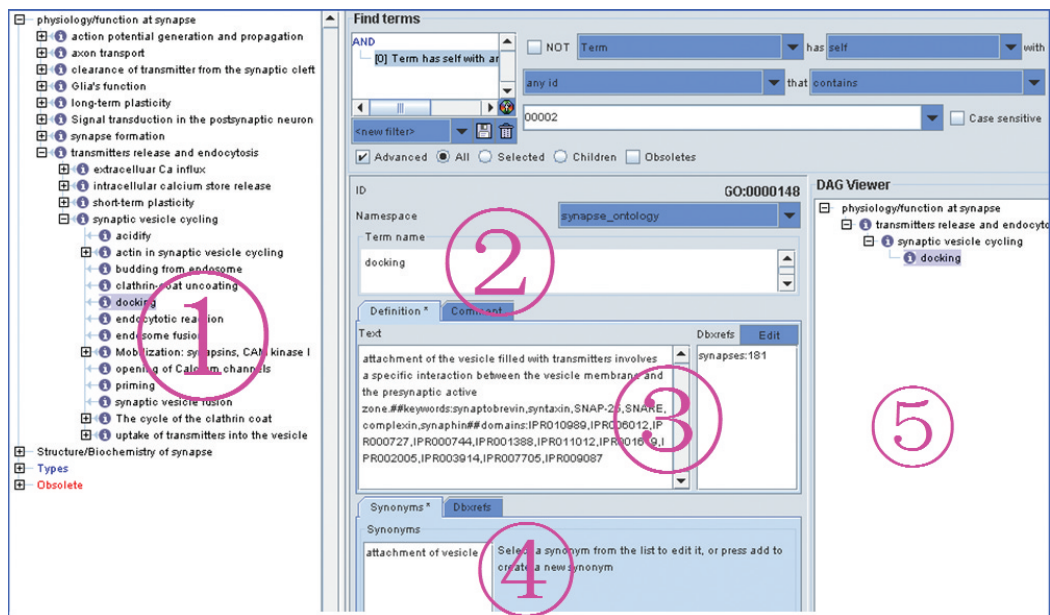 physiology/function at synapse
action potential generation and propagation
axon transport
clearance of transmitter from the synaptic cleft
Glia's function
long-term plasticity
Signal transduction in the postsynaptic neuron
synapse formation
transmitters release and endocytosis
extracelluar Ca influx
intracellular calcium store release
short-term plasticity
synaptic vesicle cycling
acidify
actin in synaptic vesicle cycling
budding from endosome
clathrin-coat uncoating
docking
endocytotic reaction
endosome fusion
Mobilization: synapsins, CAM kinase I
opening of Calcium channels
priming
synaptic vesicle fusion
The cycle of the clathrin coat
uptake of transmitters into the vesicle
Structure/Biochemistry of synapse
Types
Obsolete
①
Find terms
AND
[0] Term has self with an
NOT Term has self with
any id that contains
<new filter>
00002 Case sensitive
Advanced All Selected Children Obsoletes
ID GO:0000148
Namespace synapse_ontology
Term name
docking
②
Definition * Comment
Text
attachment of the vesicle filled with transmitters involves
a specific interaction between the vesicle membrane and
the presynaptic active
zone.##keywords:synaptobrevin,syntaxin,SNAP-25,SNARE,
complexin,synaphin##domains:IPR010989,IPR006012,IP
R000727,IPR000744,IPR001388,IPR011012,I
PR002005,IPR003914,IPR007705,IPR009087
Dbxrefs Edit
synapses:181
③
Synonyms * Dbxrefs
Synonyms
attachment of vesicle
Select a synonym from the list to edit it, or press add to
create a new synonym
④
DAG Viewer
physiology/function at synapse
transmitters release and endocyto
synaptic vesicle cycling
docking
⑤